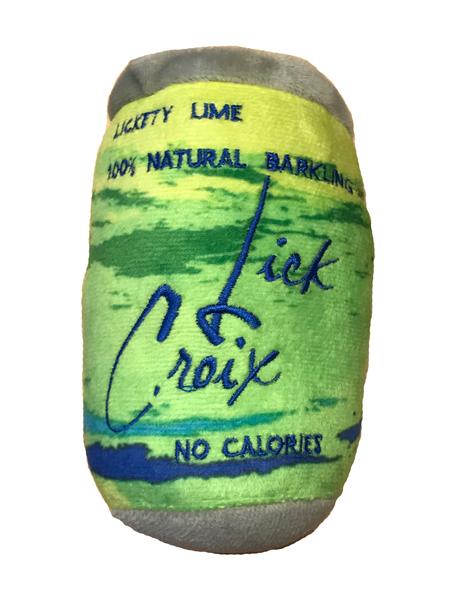 LICKETY LIME
100% NATURAL BARKLING
Lick
Croix
NO CALORIES